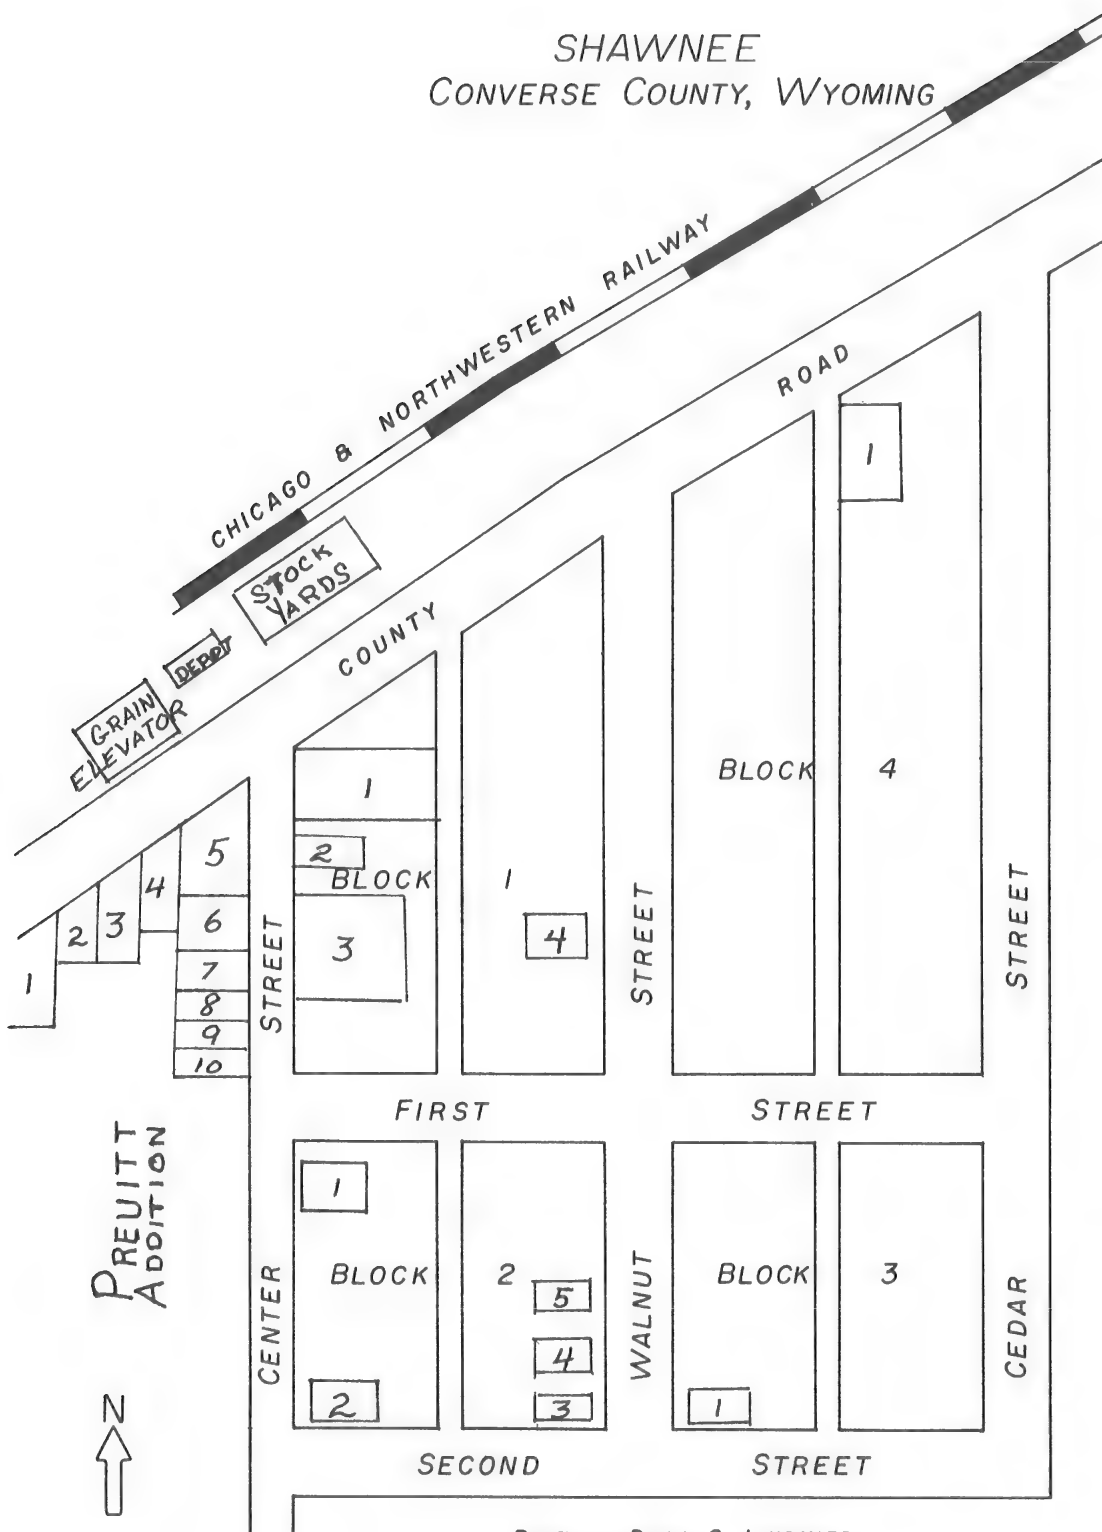 SHAWNEE
CONVERSE COUNTY, WYOMING
CHICAGO & NORTHWESTERN RAILWAY
STOCK
YARDS
DEPOT
GRAIN
ELEVATOR
COUNTY ROAD
1
1
2
BLOCK 1
3
4
BLOCK 4
1
2
3
4
5
6
7
8
9
10
STREET
STREET
STREET
FIRST STREET
PREUITT
ADDITION
1
BLOCK 2
5
4
3
2
BLOCK 3
1
CENTER
WALNUT
CEDAR
N
SECOND STREET